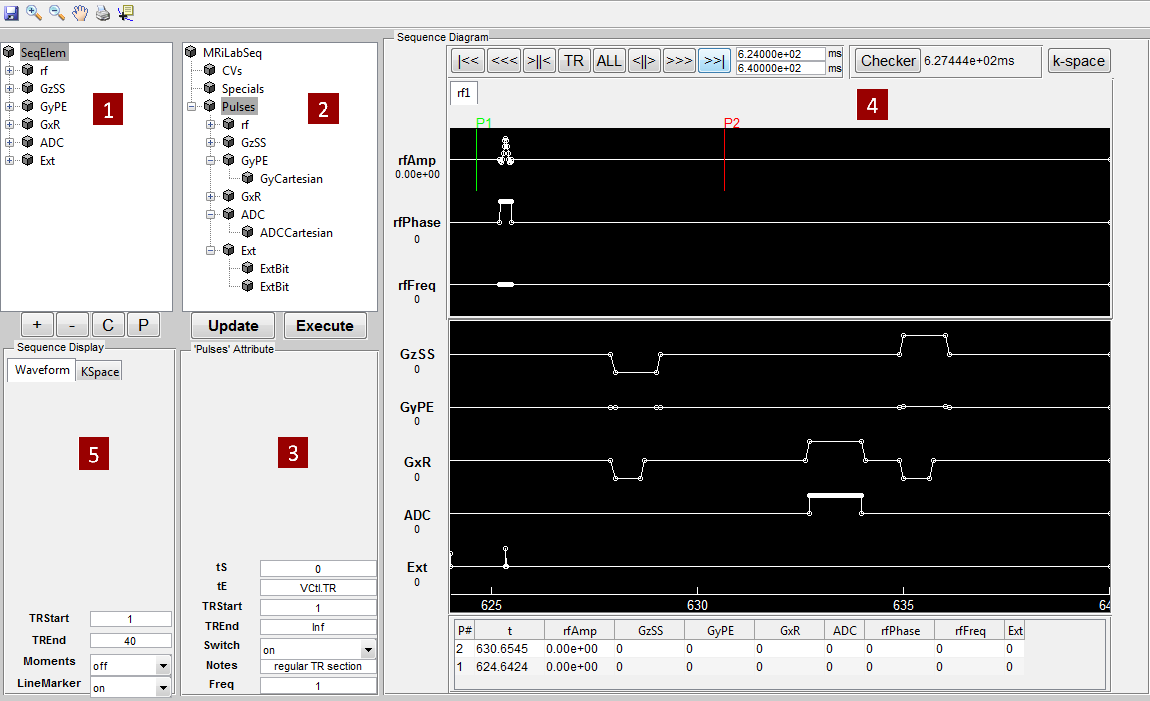 Sequence Diagram
SeqElem
rf
GzSS
GyPE
GxR
ADC
Ext
1
+ - C P
MRiLabSeq
CVs
Specials
Pulses
rf
GzSS
GyPE
GyCartesian
GxR
ADC
ADCCartesian
Ext
ExtBit
ExtBit
2
Update Execute
Sequence Display
Waveform KSpace
5
TRStart 1
TREnd 40
Moments off
LineMarker on
'Pulses' Attribute
3
tS 0
tE VCtl.TR
TRStart 1
TREnd Inf
Switch on
Notes regular TR section
Freq 1
|<< <<< >||< TR ALL <||> >>> >>| 6.24000e+02 ms
6.40000e+02 ms
Checker 6.27444e+02ms k-space
rf1
4
P1 P2
rfAmp
0.00e+00
rfPhase
0
rfFreq
0
GzSS
0
GyPE
0
GxR
0
ADC
0
Ext
0
625 630 635 64
P# t rfAmp GzSS GyPE GxR ADC rfPhase rfFreq Ext
2 630.6545 0.00e+00 0 0 0 0 0 0 0
1 624.6424 0.00e+00 0 0 0 0 0 0 0